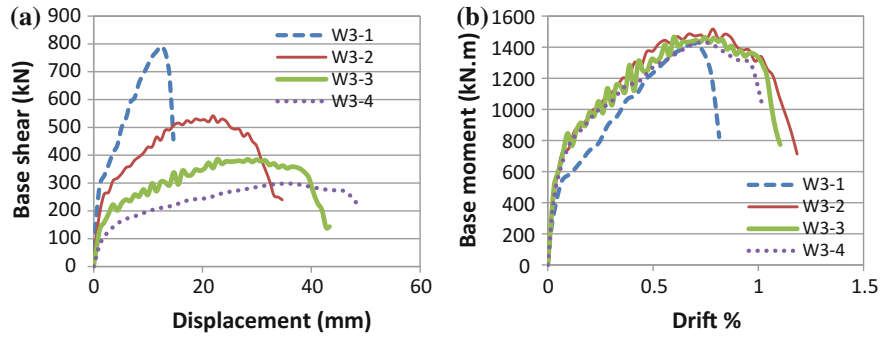 (a)
900
800
700
600
500
400
300
200
100
0
0 20 40 60
Base shear (kN)
Displacement (mm)
W3-1
W3-2
W3-3
W3-4
(b)
1600
1400
1200
1000
800
600
400
200
0
0 0.5 1 1.5
Base moment (kN.m)
Drift %
W3-1
W3-2
W3-3
W3-4